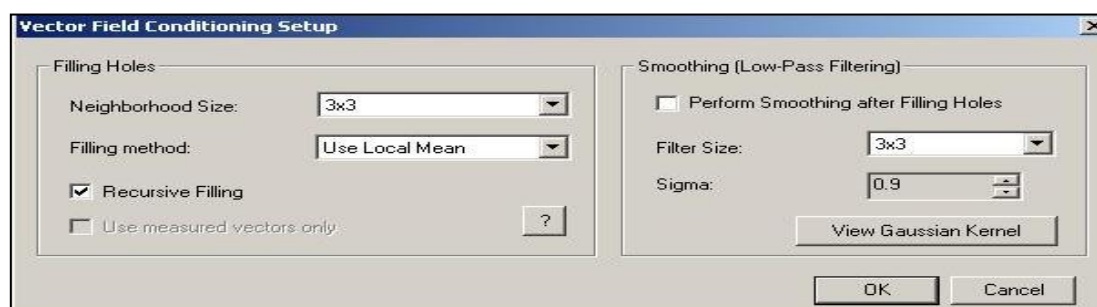 Vector Field Conditioning Setup
Filling Holes
Neighborhood Size: 3x3
Filling method: Use Local Mean
Recursive Filling
Use measured vectors only
?
Smoothing (Low-Pass Filtering)
Perform Smoothing after Filling Holes
Filter Size: 3x3
Sigma: 0.9
View Gaussian Kernel
OK Cancel